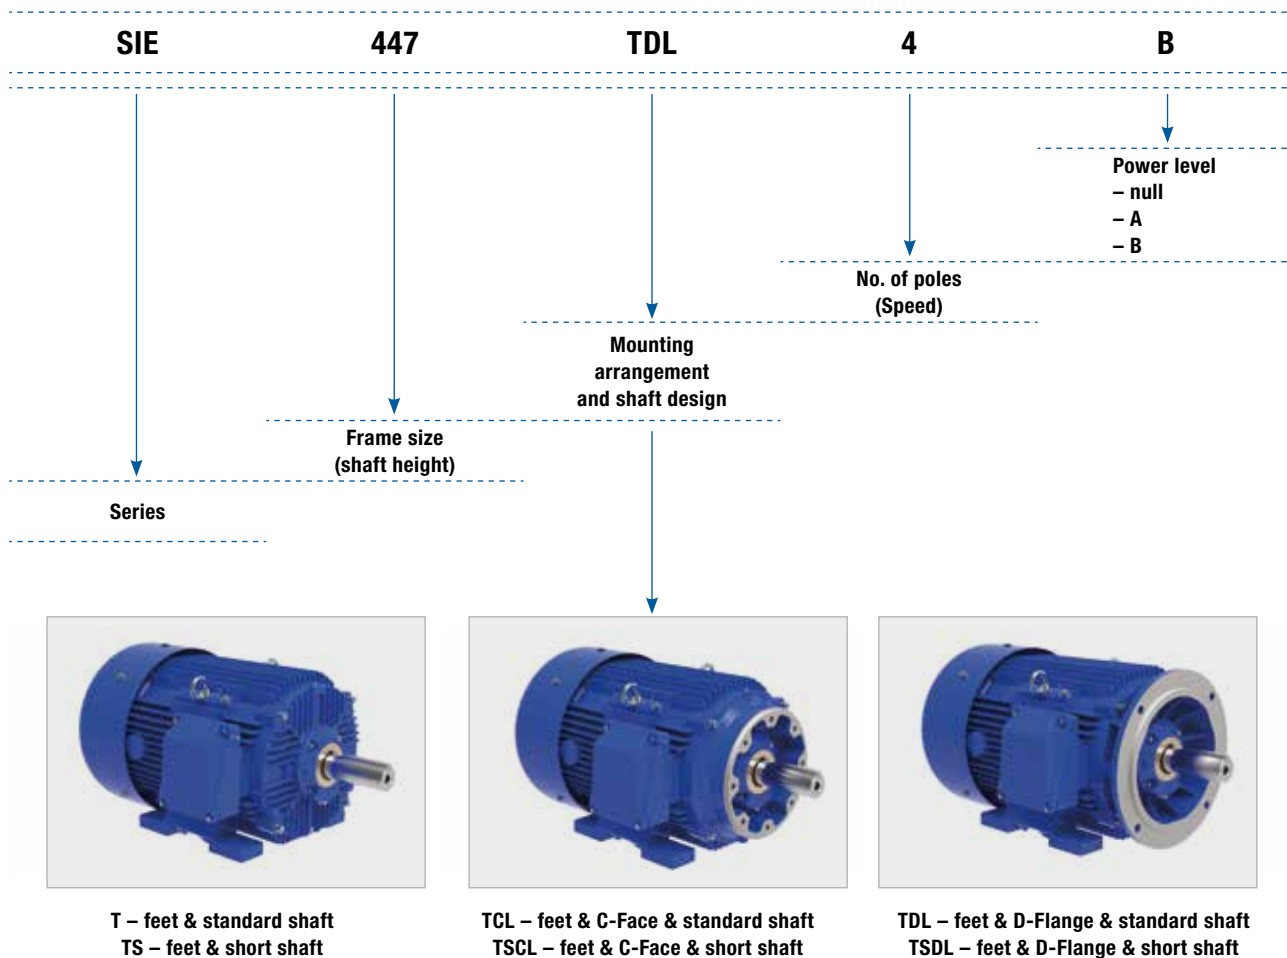 SIE 447 TDL 4 B
Power level
– null
– A
– B
No. of poles
(Speed)
Mounting
arrangement
and shaft design
Frame size
(shaft height)
Series
T – feet & standard shaft
TS – feet & short shaft
TCL – feet & C-Face & standard shaft
TSCL – feet & C-Face & short shaft
TDL – feet & D-Flange & standard shaft
TSDL – feet & D-Flange & short shaft